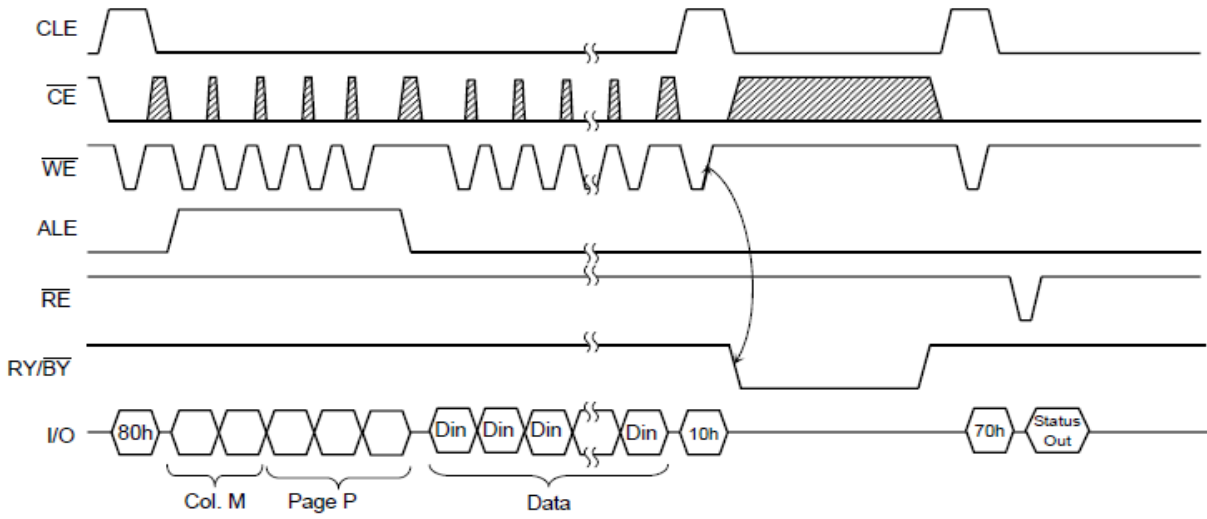 CLE
CE
WE
ALE
RE
RY/BY
I/O
80h
Din Din Din Din
10h
70h
Status
Out
Col. M
Page P
Data